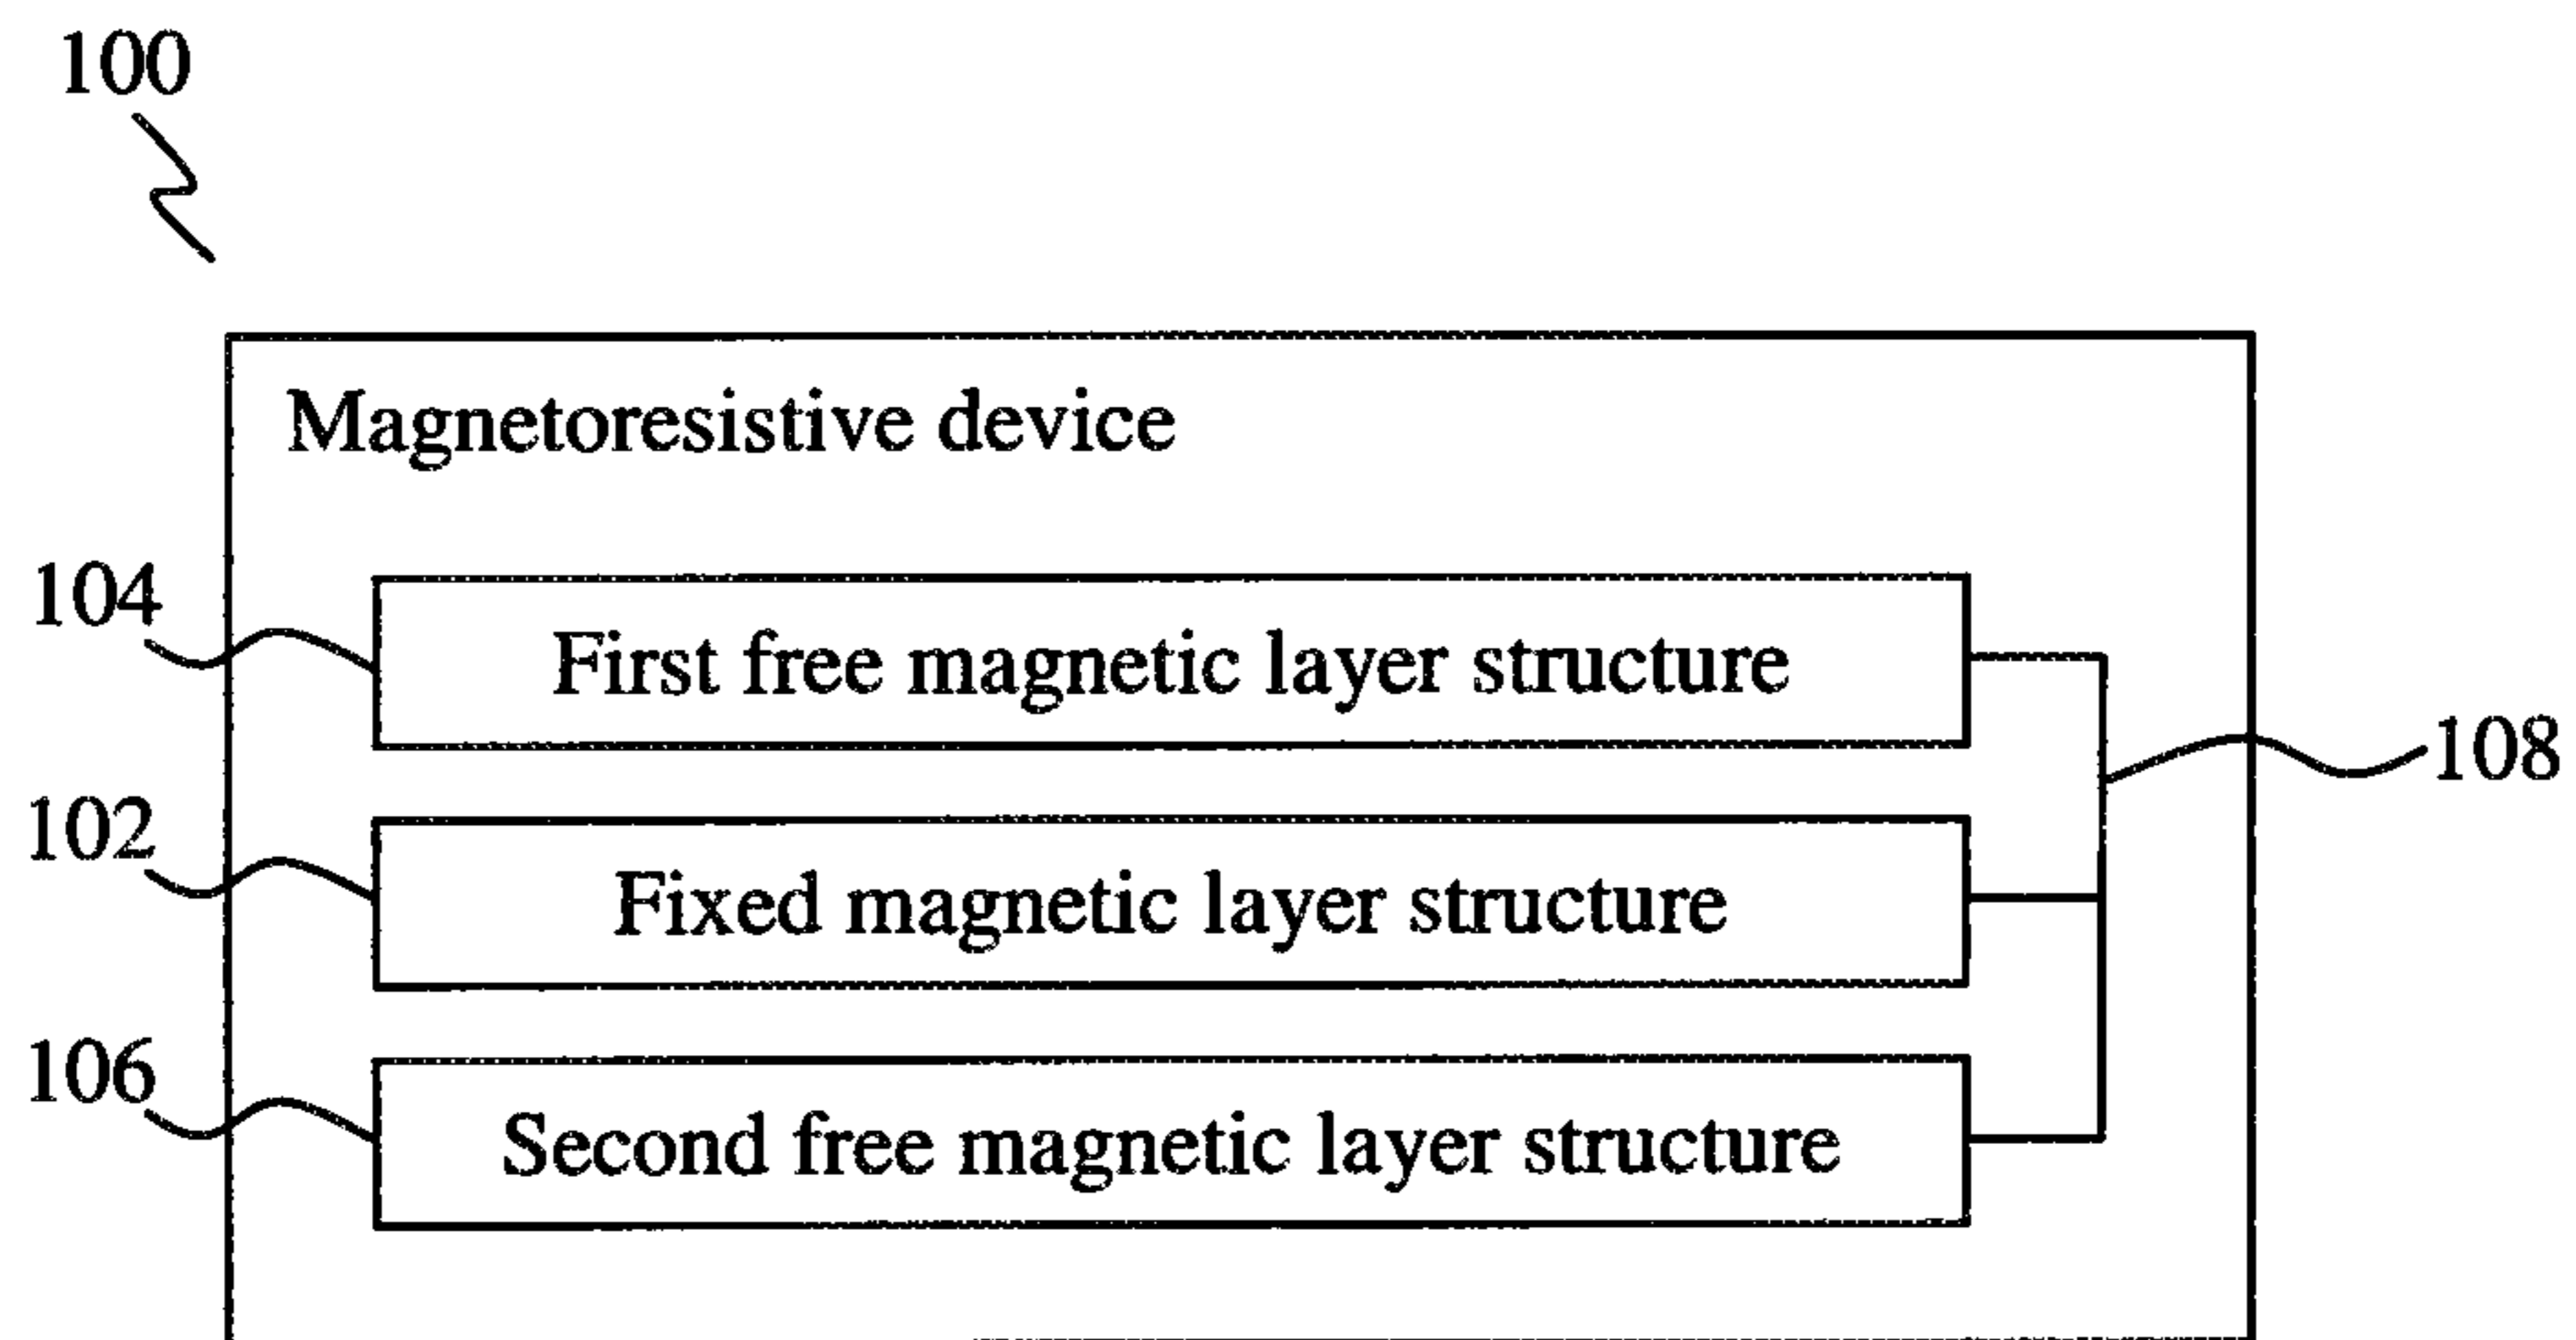 100
Magnetoresistive device
104
First free magnetic layer structure
108
102
Fixed magnetic layer structure
106
Second free magnetic layer structure